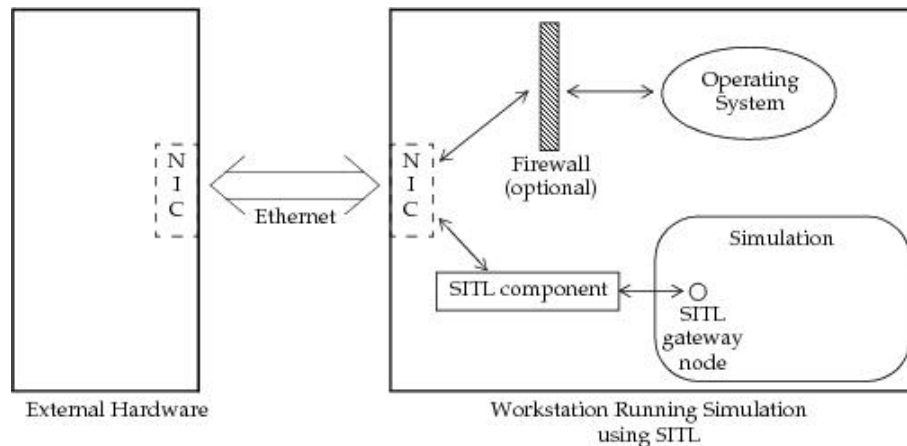 N
I
C
External Hardware
Ethernet
N
I
C
Firewall
(optional)
Operating
System
SITL component
Simulation
SITL
gateway
node
Workstation Running Simulation
using SITL